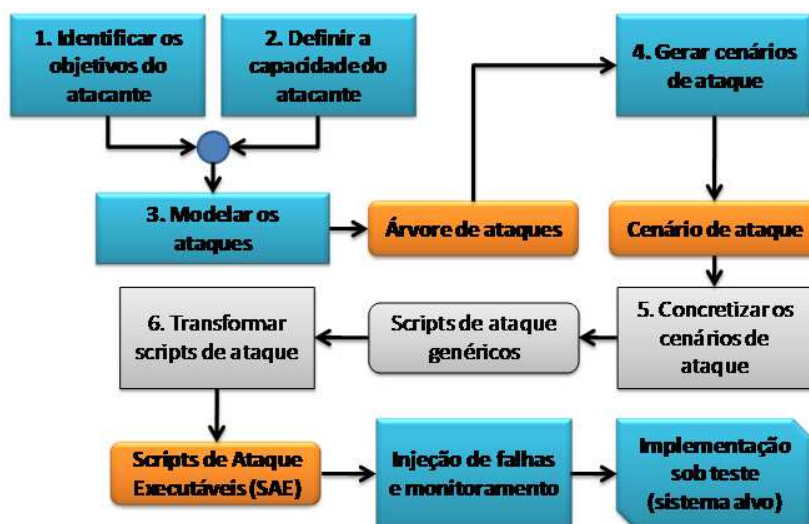 1. Identificar os
objetivos do
atacante
2. Definir a
capacidade do
atacante
4. Gerar cenários
de ataque
3. Modelar os
ataques
Árvore de ataques
Cenário de ataque
6. Transformar
scripts de ataque
Scripts de ataque
genéricos
5. Concretizar os
cenários de
ataque
Scripts de Ataque
Executáveis (SAE)
Injeção de falhas
e monitoramento
Implementação
sob teste
(sistema alvo)